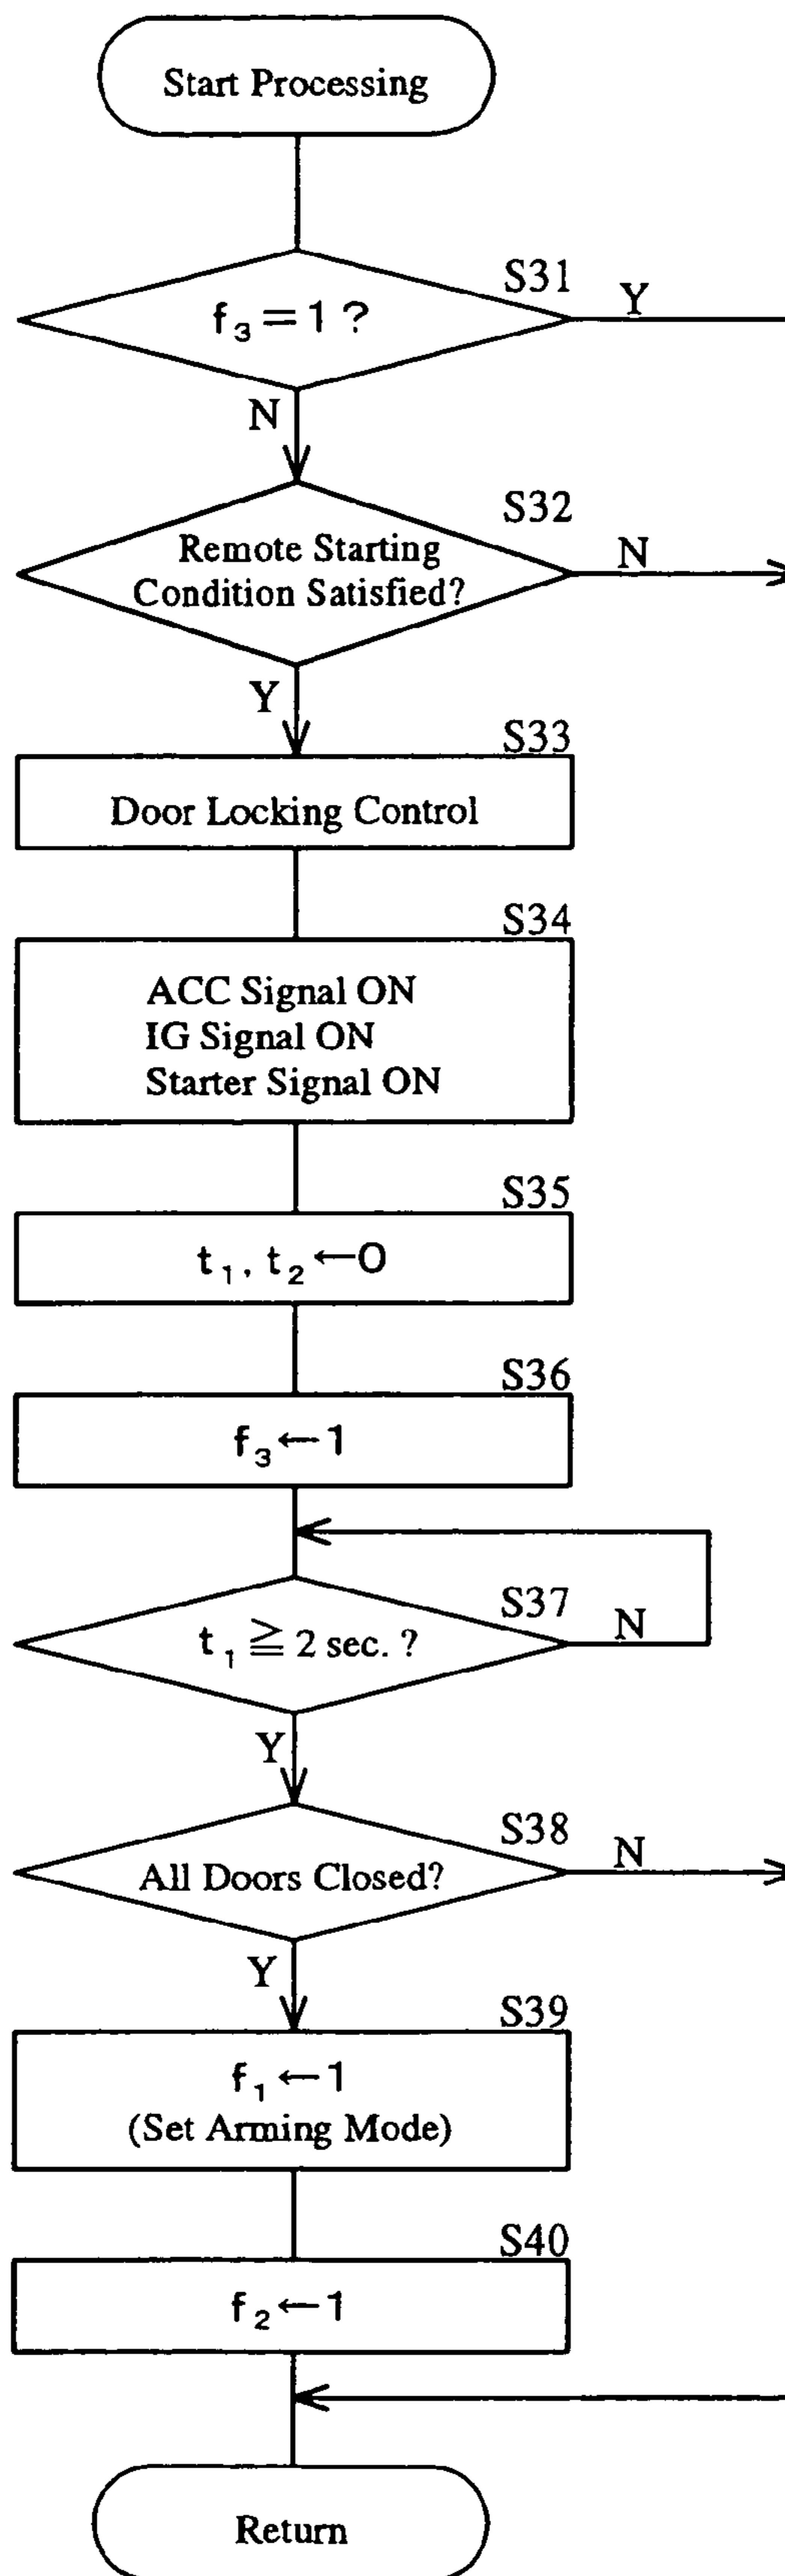 Start Processing
S31
f₃=1 ?
Y
N
S32
Remote Starting
Condition Satisfied?
N
Y
S33
Door Locking Control
S34
ACC Signal ON
IG Signal ON
Starter Signal ON
S35
t₁, t₂←0
S36
f₃←1
S37
t₁≧2 sec. ?
N
Y
S38
All Doors Closed?
N
Y
S39
f₁←1
(Set Arming Mode)
S40
f₂←1
Return